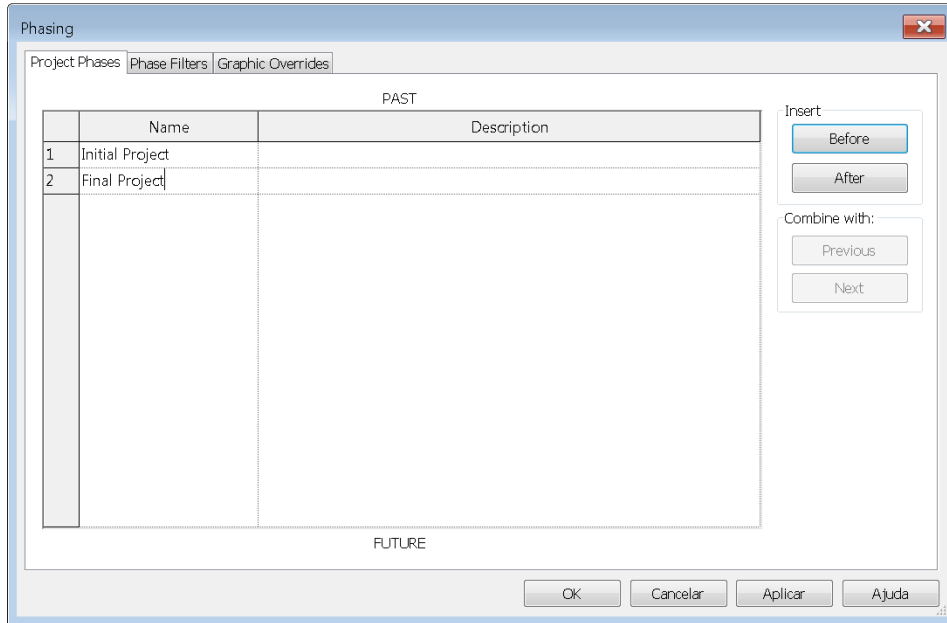 Phasing
Project Phases Phase Filters Graphic Overrides
PAST
Name Description
1 Initial Project
2 Final Project
FUTURE
Insert
Before
After
Combine with:
Previous
Next
OK Cancelar Aplicar Ajuda